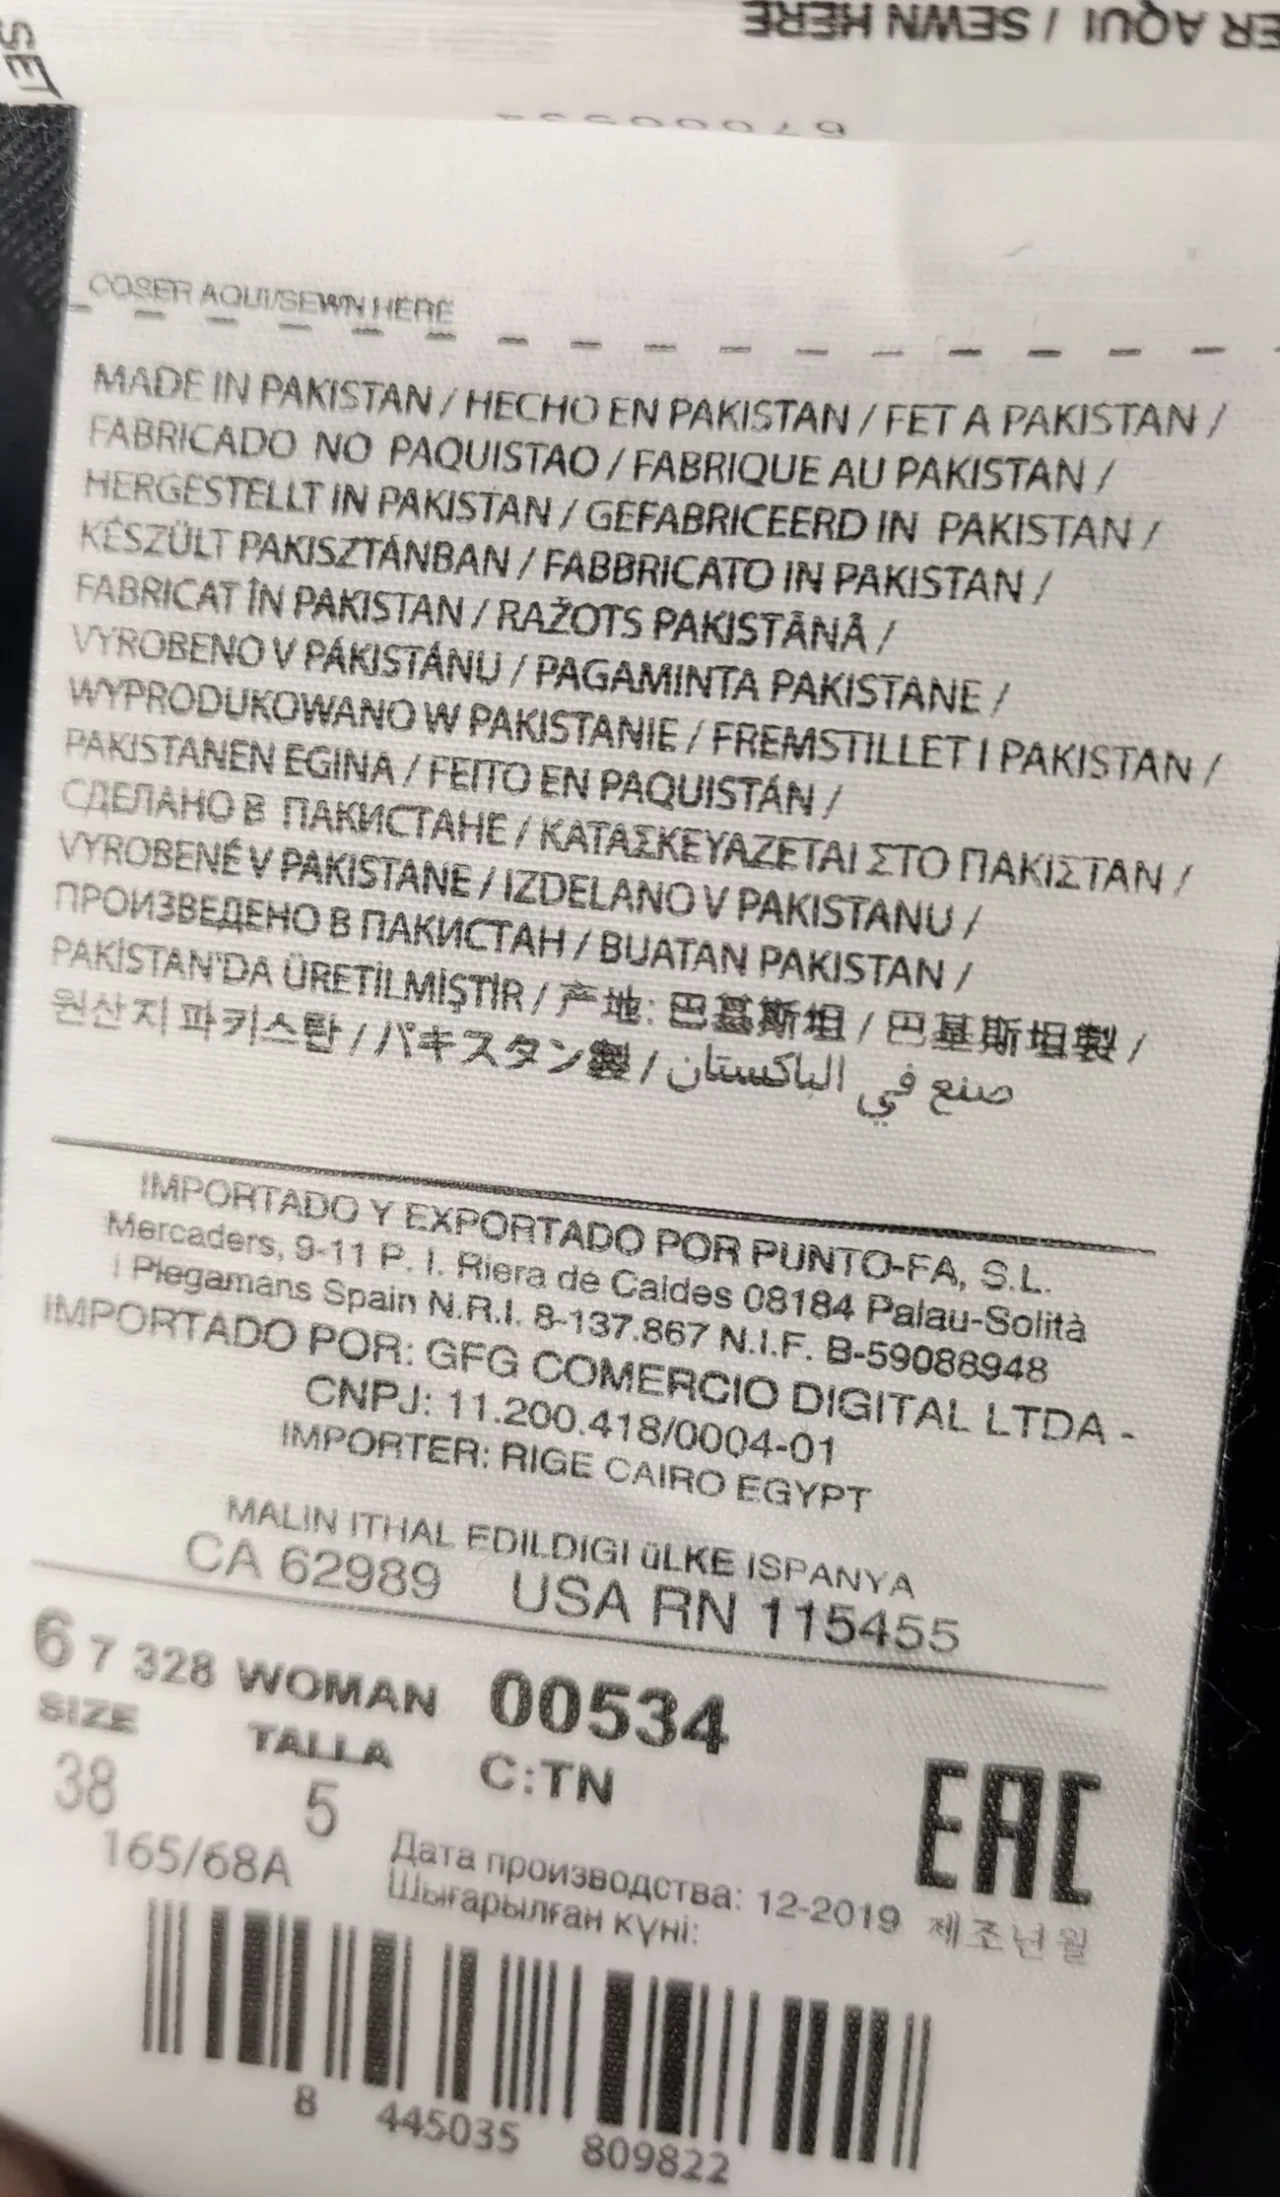 ER AQUI / SEWN HERE
SET
COSER AQUI/SEWN HERE
MADE IN PAKISTAN / HECHO EN PAKISTAN / FET A PAKISTAN /
FABRICADO NO PAQUISTAO / FABRIQUE AU PAKISTAN /
HERGESTELLT IN PAKISTAN / GEFABRICEERD IN PAKISTAN /
KÉSZÜLT PAKISZTÁNBAN / FABBRICATO IN PAKISTAN /
FABRICAT ÎN PAKISTAN / RAŽOTS PAKISTĀNĀ /
VYROBENO V PÁKISTÁNU / PAGAMINTA PAKISTANE /
WYPRODUKOWANO W PAKISTANIE / FREMSTILLET I PAKISTAN /
PAKISTANEN EGINA / FEITO EN PAQUISTÁN /
СДЕЛАНО В ПАКИСТАНЕ / ΚΑΤΑΣΚΕΥΑΖΕΤΑΙ ΣΤΟ ΠΑΚΙΣΤΑΝ /
VYROBENÉ V PAKISTANE / IZDELANO V PAKISTANU /
ПРОИЗВЕДЕНО В ПАКИСТАН / BUATAN PAKISTAN /
PAKİSTAN'DA ÜRETİLMİŞTİR / 产地: 巴基斯坦 / 巴基斯坦製 /
원산지 파키스탄 / パキスタン製 / صنع في الباكستان
IMPORTADO Y EXPORTADO POR PUNTO-FA, S.L.
Mercaders, 9-11 P. I. Riera de Caldes 08184 Palau-Solità
i Plegamans Spain N.R.I. 8-137.867 N.I.F. B-59088948
IMPORTADO POR: GFG COMERCIO DIGITAL LTDA -
CNPJ: 11.200.418/0004-01
IMPORTER: RIGE CAIRO EGYPT
MALIN ITHAL EDILDIGI üLKE ISPANYA
CA 62989 USA RN 115455
6 7 328 WOMAN 00534
SIZE TALLA C:TN
38 5
165/68A
EAC
Дата производства: 12-2019 제조년월
Шығарылған күні:
8 445035 809822